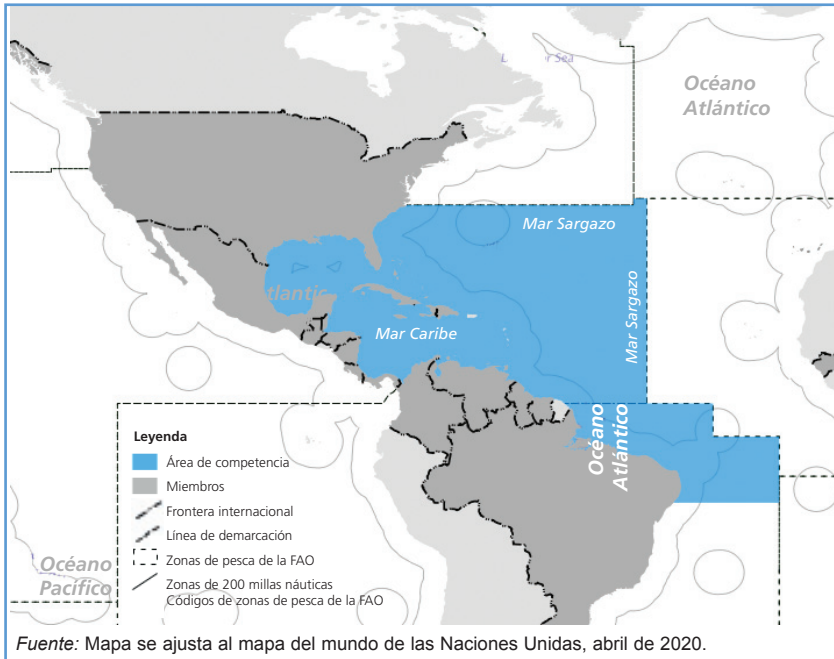 Sea
Océano
Atlántico
Mar Sargazo
Mar Sargazo
tlantic
Mar Caribe
Océano
Atlántico
Leyenda
Área de competencia
Miembros
Frontera internacional
Línea de demarcación
Zonas de pesca de la FAO
Zonas de 200 millas náuticas
Códigos de zonas de pesca de la FAO
Océano
Pacífico
Fuente: Mapa se ajusta al mapa del mundo de las Naciones Unidas, abril de 2020.